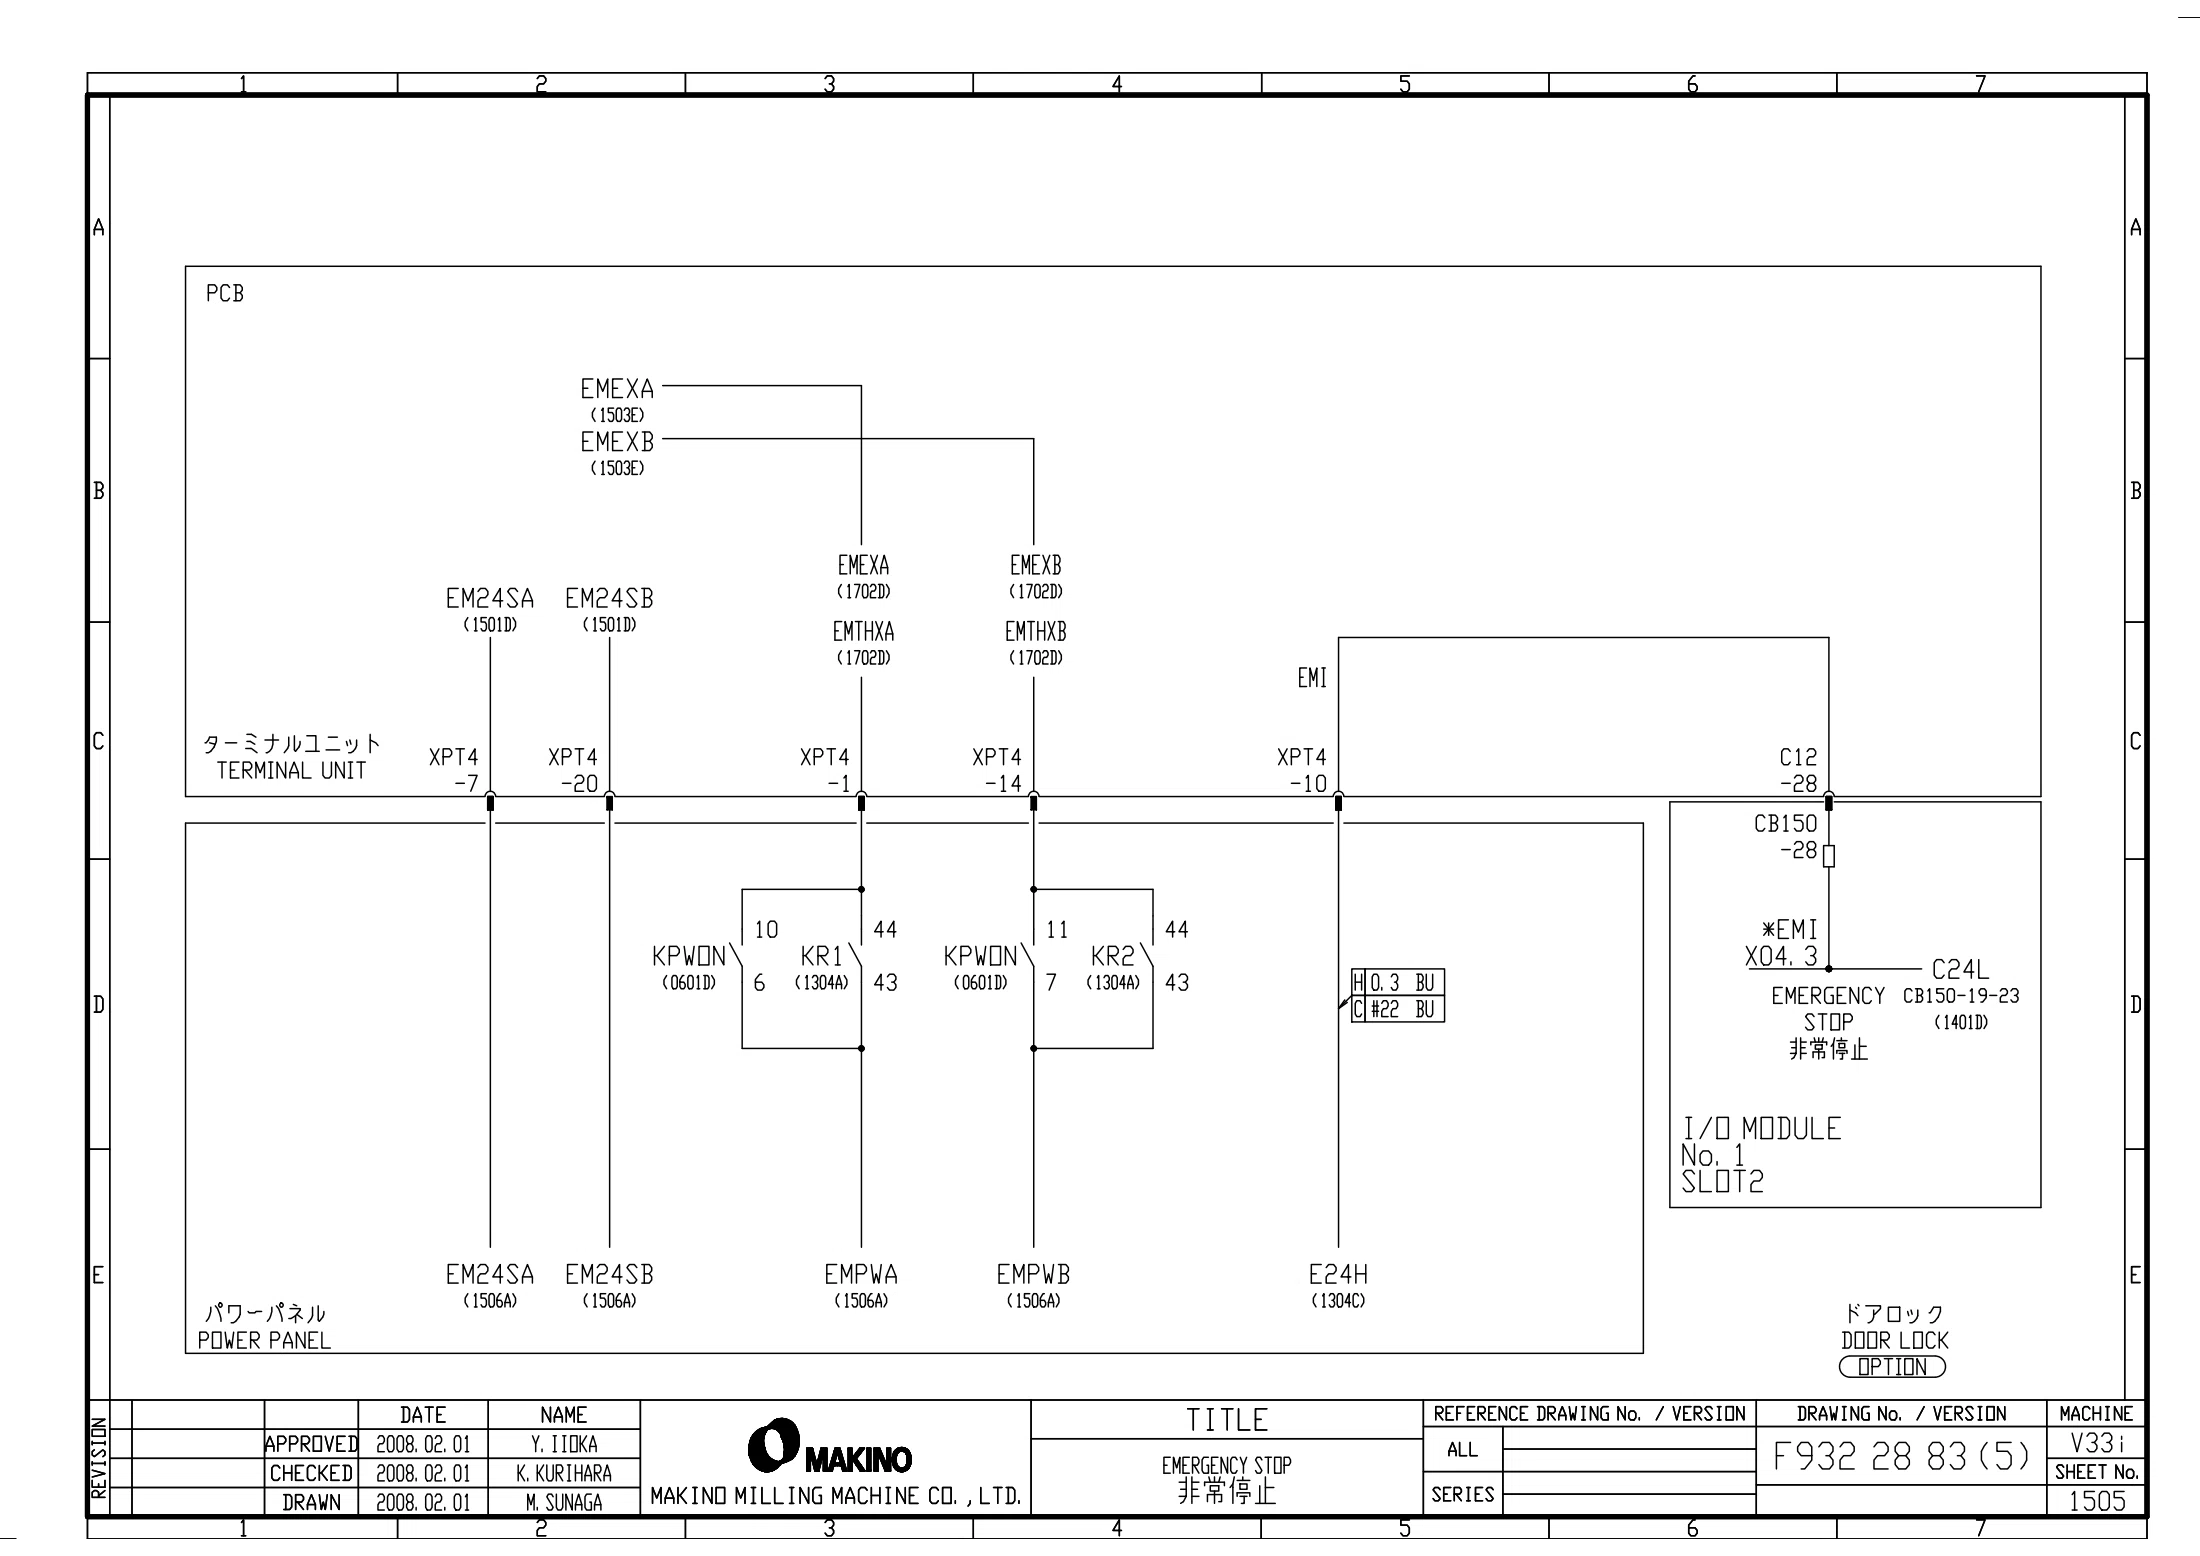 1 2 3 4 5 6 7
A A
PCB
EMEXA
(1503E)
EMEXB
(1503E)
B B
EMEXA EMEXB
(1702D) (1702D)
EM24SA EM24SB
(1501D) (1501D)
EMTHXA EMTHXB
(1702D) (1702D)
EMI
C C
ターミナルユニット
TERMINAL UNIT
XPT4 XPT4 XPT4 XPT4 XPT4 C12
-7 -20 -1 -14 -10 -28
CB150
-28
10 44 11 44
KPWON KR1 KPWON KR2
(0601D) (1304A) (0601D) (1304A)
6 43 7 43
*EMI
X04.3
C24L
CB150-19-23
(1401D)
EMERGENCY
STOP
非常停止
H 0.3 BU
C #22 BU
D D
I/O MODULE
No.1
SLOT2
E E
EM24SA EM24SB EMPWA EMPWB E24H
(1506A) (1506A) (1506A) (1506A) (1304C)
パワーパネル
POWER PANEL
ドアロック
DOOR LOCK
OPTION
REVISION
DATE NAME
APPROVED 2008.02.01 Y.IIOKA
CHECKED 2008.02.01 K.KURIHARA
DRAWN 2008.02.01 M.SUNAGA
MAKINO
MAKINO MILLING MACHINE CO.,LTD.
TITLE
EMERGENCY STOP
非常停止
REFERENCE DRAWING No. / VERSION
ALL
SERIES
DRAWING No. / VERSION
F932 28 83(5)
MACHINE
V33i
SHEET No.
1505
1 2 3 4 5 6 7